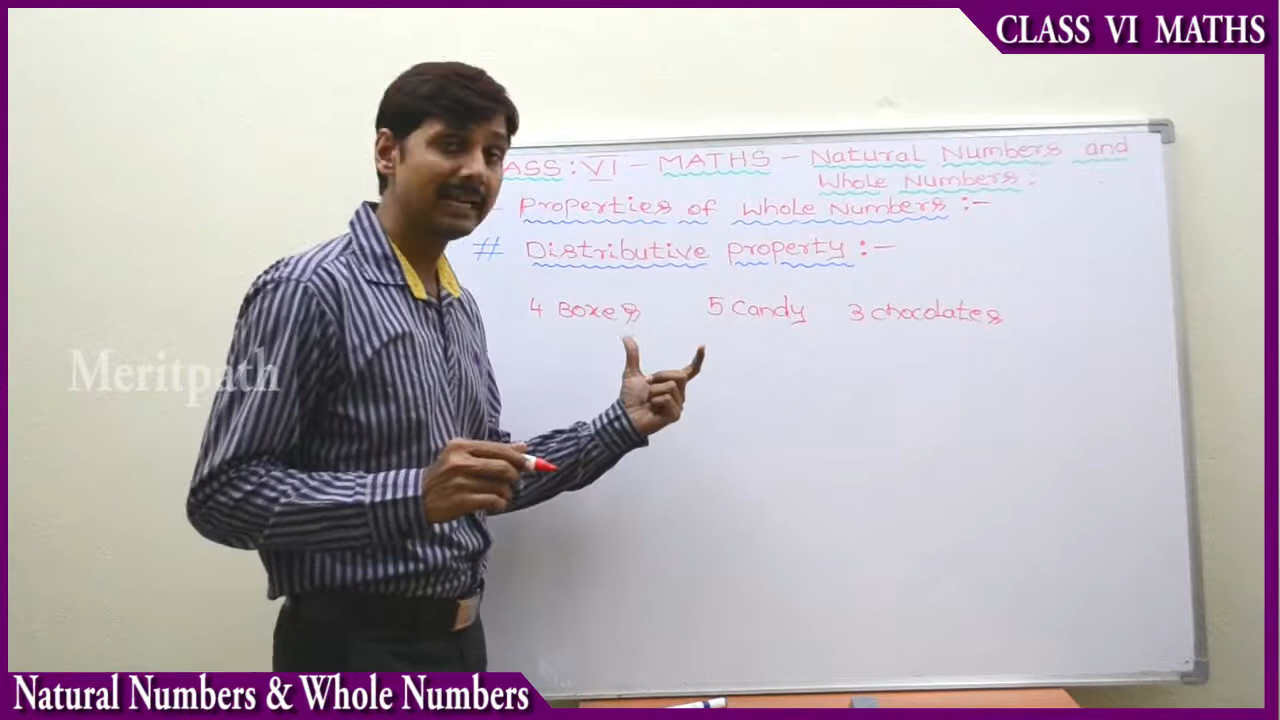 CLASS VI MATHS
ASS : VI - MATHS - Natural Numbers and
Whole Numbers :
- Properties of Whole Numbers :-
# Distributive property :-
4 Boxes 5 Candy 3 chocolates
Meritpath
Natural Numbers & Whole Numbers